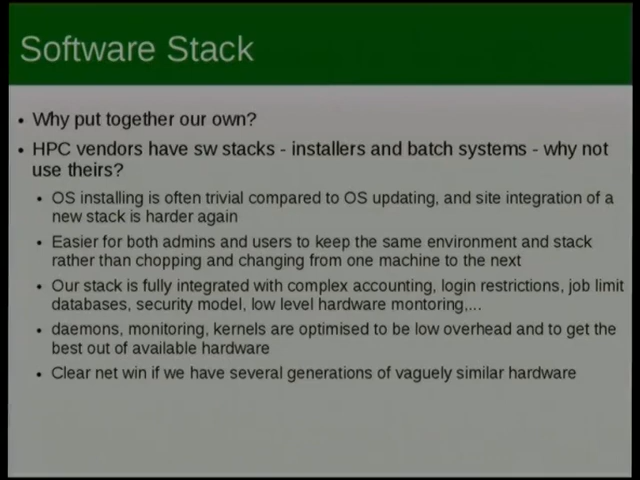 Software Stack
• Why put together our own?
• HPC vendors have sw stacks - installers and batch systems - why not
use theirs?
• OS installing is often trivial compared to OS updating, and site integration of a
new stack is harder again
• Easier for both admins and users to keep the same environment and stack
rather than chopping and changing from one machine to the next
• Our stack is fully integrated with complex accounting, login restrictions, job limit
databases, security model, low level hardware montoring,...
• daemons, monitoring, kernels are optimised to be low overhead and to get the
best out of available hardware
• Clear net win if we have several generations of vaguely similar hardware